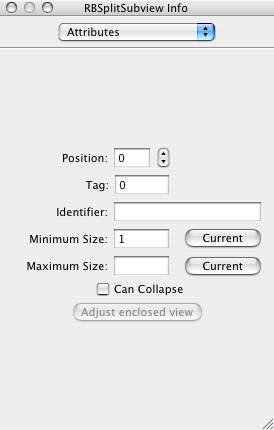 RBSplitSubview Info
Attributes
Position: 0
Tag: 0
Identifier:
Minimum Size: 1 Current
Maximum Size: Current
Can Collapse
Adjust enclosed view